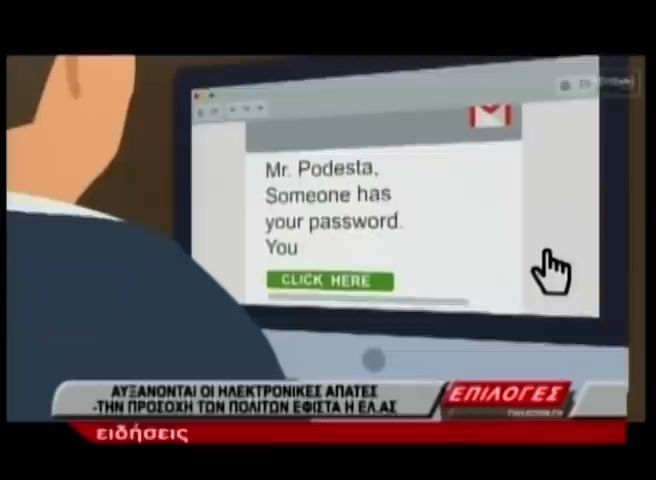 Mr. Podesta,
Someone has
your password.
You
CLICK HERE
ΑΥΞΑΝΟΝΤΑΙ ΟΙ ΗΛΕΚΤΡΟΝΙΚΕΣ ΑΠΑΤΕΣ
-ΤΗΝ ΠΡΟΣΟΧΗ ΤΩΝ ΠΟΛΙΤΩΝ ΕΦΙΣΤΑ Η ΕΛ.ΑΣ
ΕΠΙΛΟΓΕΣ
ειδήσεις